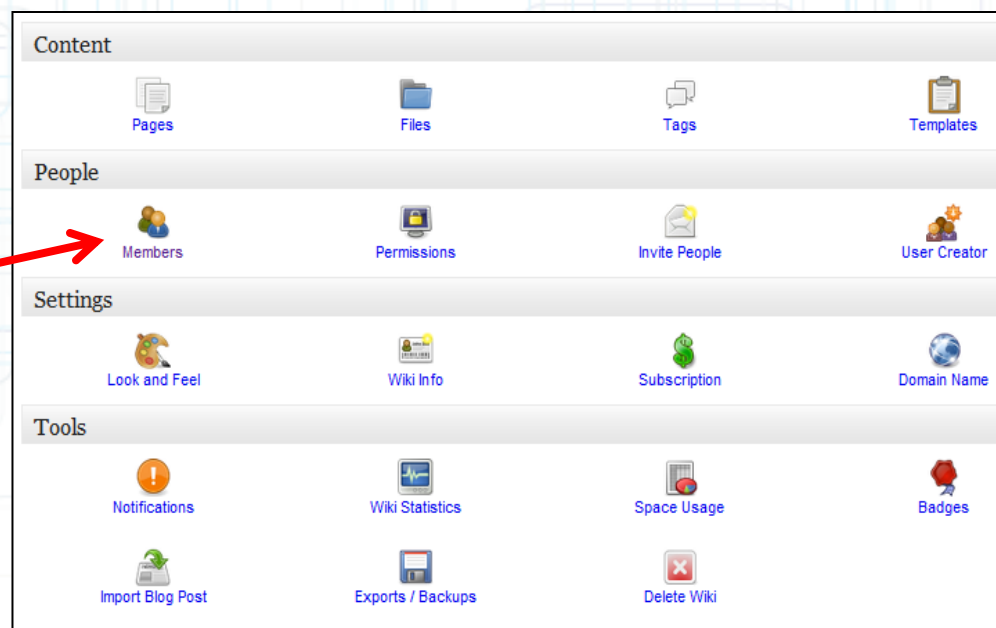 Content
Pages Files Tags Templates
People
Members Permissions Invite People User Creator
Settings
Look and Feel Wiki Info Subscription Domain Name
Tools
Notifications Wiki Statistics Space Usage Badges
Import Blog Post Exports / Backups Delete Wiki